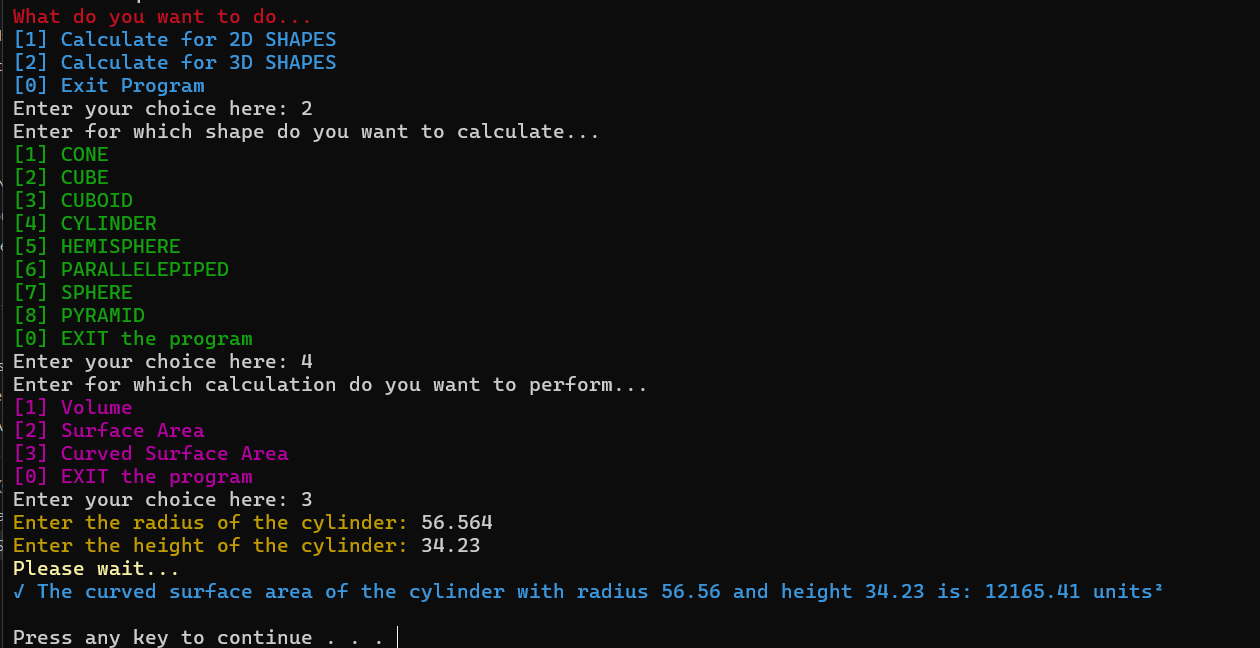 What do you want to do...
[1] Calculate for 2D SHAPES
[2] Calculate for 3D SHAPES
[0] Exit Program
Enter your choice here: 2
Enter for which shape do you want to calculate...
[1] CONE
[2] CUBE
[3] CUBOID
[4] CYLINDER
[5] HEMISPHERE
[6] PARALLELEPIPED
[7] SPHERE
[8] PYRAMID
[0] EXIT the program
Enter your choice here: 4
Enter for which calculation do you want to perform...
[1] Volume
[2] Surface Area
[3] Curved Surface Area
[0] EXIT the program
Enter your choice here: 3
Enter the radius of the cylinder: 56.564
Enter the height of the cylinder: 34.23
Please wait...
√ The curved surface area of the cylinder with radius 56.56 and height 34.23 is: 12165.41 units²
Press any key to continue . . .